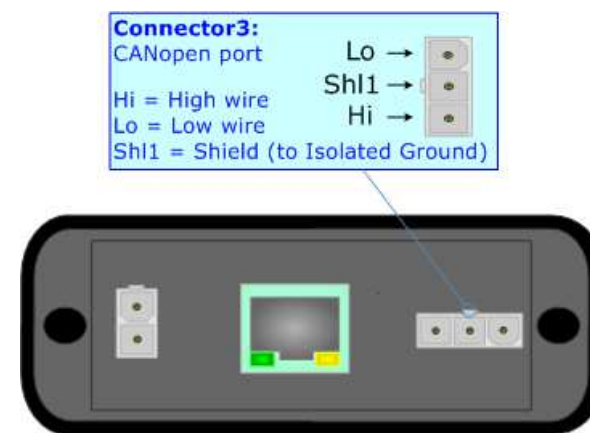 Connector3:
CANopen port
Hi = High wire
Lo = Low wire
Shl1 = Shield (to Isolated Ground)
Lo →
Shl1 →
Hi →